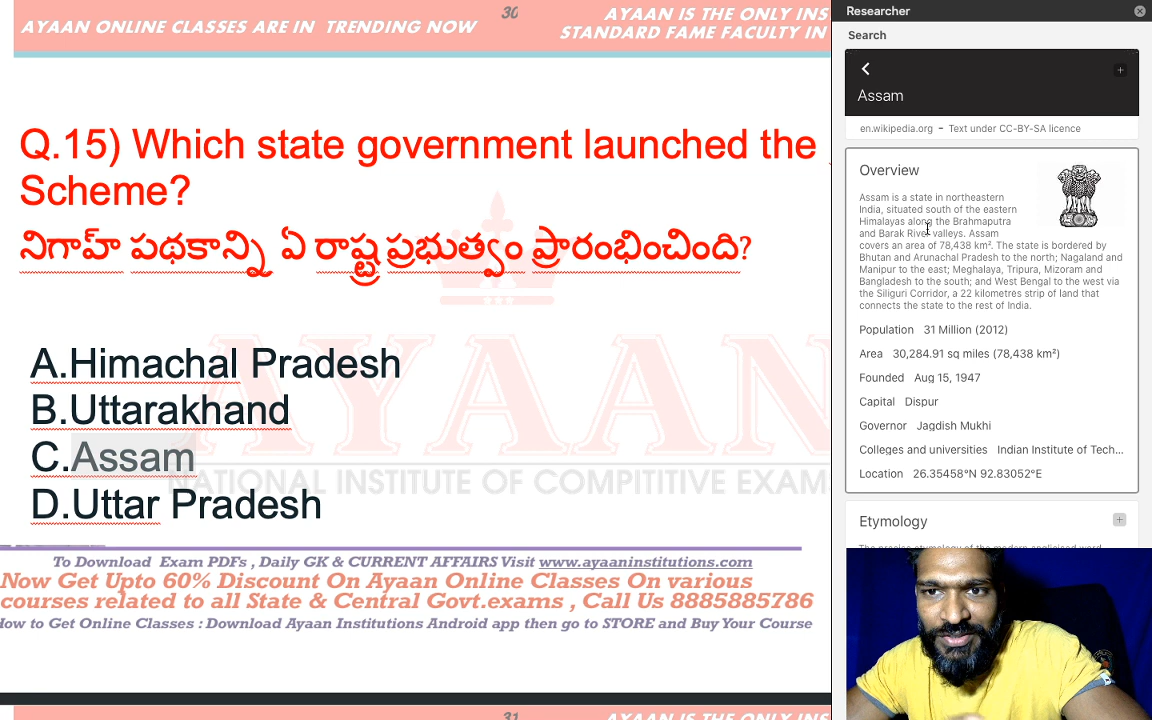 AYAAN ONLINE CLASSES ARE IN TRENDING NOW
30
AYAAN IS THE ONLY INS
STANDARD FAME FACULTY IN
Q.15) Which state government launched the
Scheme?
నిగాహ్ పథకాన్ని ఏ రాష్ట్ర ప్రభుత్వం ప్రారంభించింది?
A.Himachal Pradesh
B.Uttarakhand
C.Assam
D.Uttar Pradesh
AYAAN
NATIONAL INSTITUTE OF COMPITITIVE EXAM
To Download Exam PDFs , Daily GK & CURRENT AFFAIRS Visit www.ayaaninstitutions.com
Now Get Upto 60% Discount On Ayaan Online Classes On various
courses related to all State & Central Govt.exams , Call Us 8885885786
How to Get Online Classes : Download Ayaan Institutions Android app then go to STORE and Buy Your Course
31
AYAAN IS THE ONLY INS
Researcher
Search
Assam
en.wikipedia.org – Text under CC-BY-SA licence
Overview
Assam is a state in northeastern
India, situated south of the eastern
Himalayas along the Brahmaputra
and Barak River valleys. Assam
covers an area of 78,438 km². The state is bordered by
Bhutan and Arunachal Pradesh to the north; Nagaland and
Manipur to the east; Meghalaya, Tripura, Mizoram and
Bangladesh to the south; and West Bengal to the west via
the Siliguri Corridor, a 22 kilometres strip of land that
connects the state to the rest of India.
Population 31 Million (2012)
Area 30,284.91 sq miles (78,438 km²)
Founded Aug 15, 1947
Capital Dispur
Governor Jagdish Mukhi
Colleges and universities Indian Institute of Tech...
Location 26.35458°N 92.83052°E
Etymology